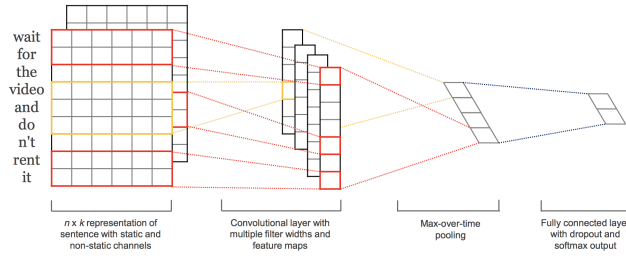 wait
for
the
video
and
do
n't
rent
it
n x k representation of
sentence with static and
non-static channels
Convolutional layer with
multiple filter widths and
feature maps
Max-over-time
pooling
Fully connected layer
with dropout and
softmax output